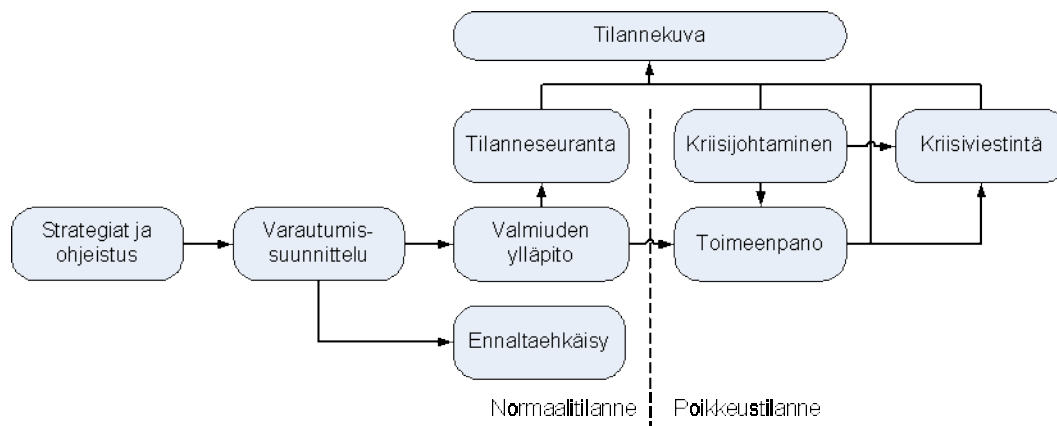 Tilannekuva
Tilanneseuranta
Kriisijohtaminen
Kriisiviestintä
Strategiat ja
ohjeistus
Varautumis-
suunnittelu
Valmiuden
ylläpito
Toimeenpano
Ennaltaehkäisy
Normaalitilanne
Poikkeustilanne